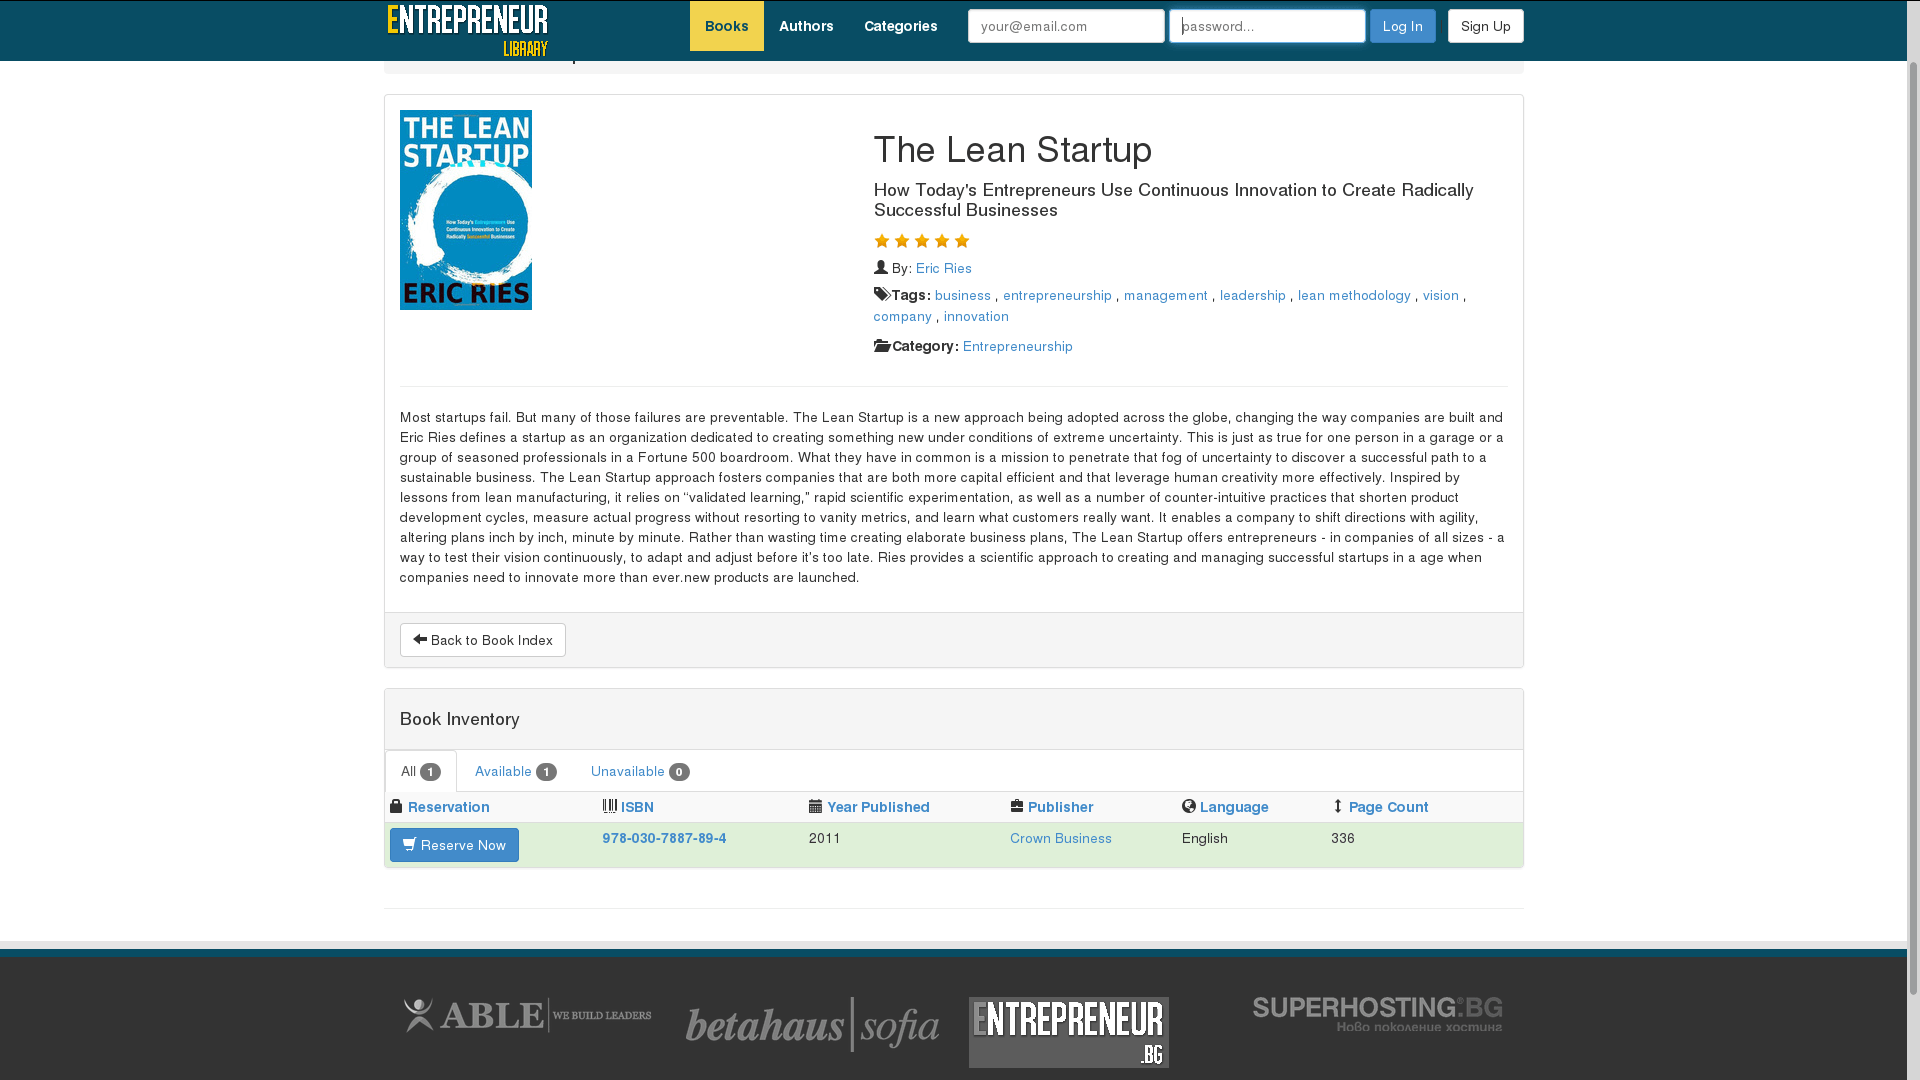 ENTREPRENEUR
LIBRARY
Books
Authors
Categories
your@email.com
password...
Log In
Sign Up
THE LEAN
STARTUP
How Today's Entrepreneurs Use
Continuous Innovation to Create
Radically Successful Businesses
ERIC RIES
The Lean Startup
How Today's Entrepreneurs Use Continuous Innovation to Create Radically
Successful Businesses
By: Eric Ries
Tags: business , entrepreneurship , management , leadership , lean methodology , vision ,
company , innovation
Category: Entrepreneurship
Most startups fail. But many of those failures are preventable. The Lean Startup is a new approach being adopted across the globe, changing the way companies are built and
Eric Ries defines a startup as an organization dedicated to creating something new under conditions of extreme uncertainty. This is just as true for one person in a garage or a
group of seasoned professionals in a Fortune 500 boardroom. What they have in common is a mission to penetrate that fog of uncertainty to discover a successful path to a
sustainable business. The Lean Startup approach fosters companies that are both more capital efficient and that leverage human creativity more effectively. Inspired by
lessons from lean manufacturing, it relies on “validated learning,” rapid scientific experimentation, as well as a number of counter-intuitive practices that shorten product
development cycles, measure actual progress without resorting to vanity metrics, and learn what customers really want. It enables a company to shift directions with agility,
altering plans inch by inch, minute by minute. Rather than wasting time creating elaborate business plans, The Lean Startup offers entrepreneurs - in companies of all sizes - a
way to test their vision continuously, to adapt and adjust before it's too late. Ries provides a scientific approach to creating and managing successful startups in a age when
companies need to innovate more than ever.new products are launched.
Back to Book Index
Book Inventory
All 1
Available 1
Unavailable 0
Reservation ISBN Year Published Publisher Language Page Count
Reserve Now 978-030-7887-89-4 2011 Crown Business English 336
ABLE WE BUILD LEADERS
betahaus sofia
ENTREPRENEUR
.BG
SUPERHOSTING®.BG
Ново поколение хостинг